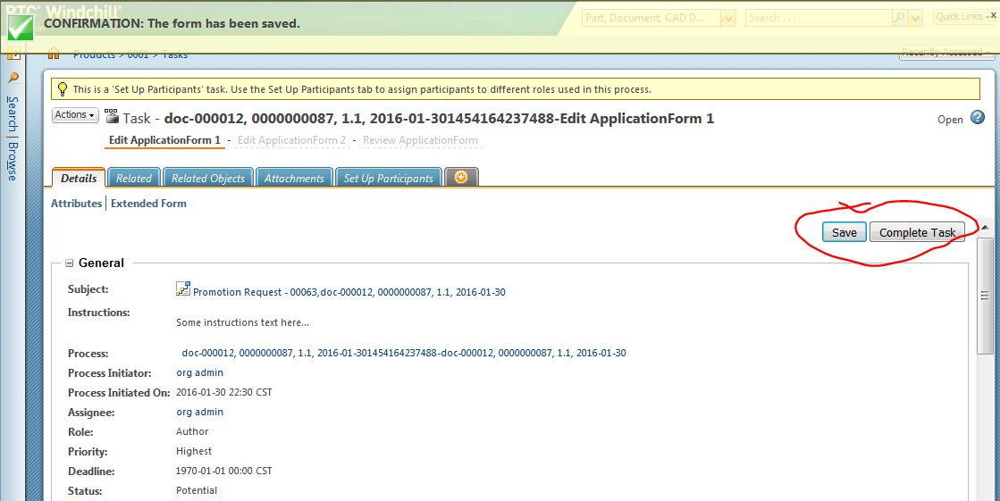 PTC Windchill
CONFIRMATION: The form has been saved.
Part, Document, CAD D...
Search . . .
Quick Links
x
Products > 0001 > Tasks
Recently Accessed
This is a 'Set Up Participants' task. Use the Set Up Participants tab to assign participants to different roles used in this process.
Actions
Task - doc-000012, 0000000087, 1.1, 2016-01-301454164237488-Edit ApplicationForm 1
Open
?
Edit ApplicationForm 1 - Edit ApplicationForm 2 - Review ApplicationForm
Search | Browse
Details
Related
Related Objects
Attachments
Set Up Participants
Attributes | Extended Form
Save
Complete Task
General
Subject: Promotion Request - 00063,doc-000012, 0000000087, 1.1, 2016-01-30
Instructions:
Some instructions text here...
Process: doc-000012, 0000000087, 1.1, 2016-01-301454164237488-doc-000012, 0000000087, 1.1, 2016-01-30
Process Initiator: org admin
Process Initiated On: 2016-01-30 22:30 CST
Assignee: org admin
Role: Author
Priority: Highest
Deadline: 1970-01-01 00:00 CST
Status: Potential